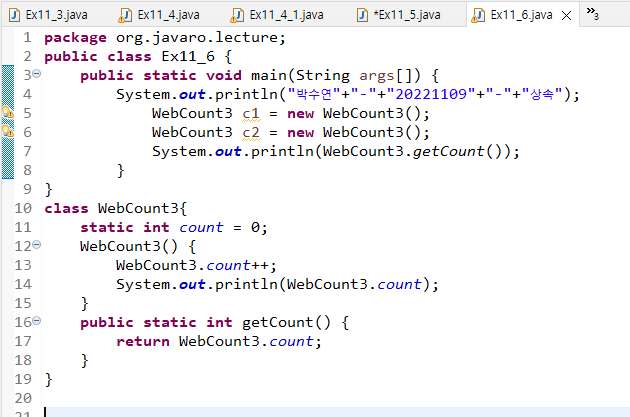 Ex11_3.java Ex11_4.java Ex11_4_1.java *Ex11_5.java Ex11_6.java »3
1 package org.javaro.lecture;
2 public class Ex11_6 {
3 public static void main(String args[]) {
4 System.out.println("박수연"+"-"+"20221109"+"-"+"상속");
5 WebCount3 c1 = new WebCount3();
6 WebCount3 c2 = new WebCount3();
7 System.out.println(WebCount3.getCount());
8 }
9 }
10 class WebCount3{
11 static int count = 0;
12 WebCount3() {
13 WebCount3.count++;
14 System.out.println(WebCount3.count);
15 }
16 public static int getCount() {
17 return WebCount3.count;
18 }
19 }
20
21